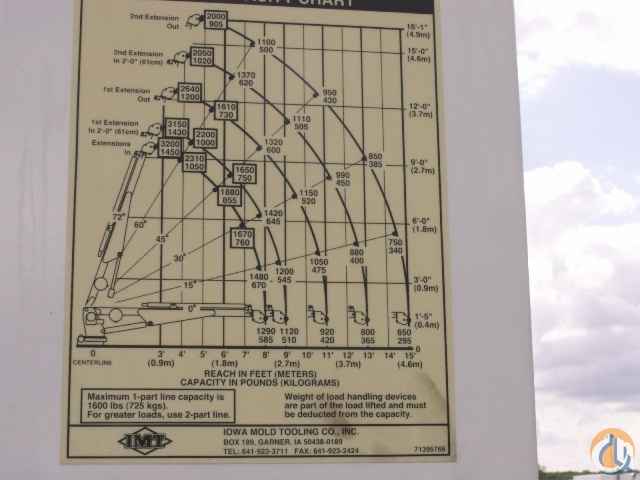 CHART
2nd Extension
Out
2000
905
16'-1"
(4.9m)
1100
500
15'-0"
(4.6m)
2nd Extension
In 2'-0" (61cm)
2050
1020
1370
620
1st Extension
Out
2640
1200
1610
730
950
430
12'-0"
(3.7m)
1st Extension
In 2'-0" (61cm)
3150
1430
2200
1000
1110
505
Extensions
In
3200
1450
2310
1050
1320
600
850
385
9'-0"
(2.7m)
1650
750
990
450
1680
855
1150
520
72°
60°
1420
645
6'-0"
(1.8m)
45°
1670
760
880
400
750
340
30°
1050
475
1200
545
1480
670
15°
3'-0"
(0.9m)
0°
1'-5"
(0.4m)
1290
585
1120
510
920
420
800
365
650
295
0
0 3' 4' 5' 6' 7' 8' 9' 10' 11' 12' 13' 14' 15'
CENTERLINE (0.9m) (1.8m) (2.7m) (3.7m) (4.6m)
REACH IN FEET (METERS)
CAPACITY IN POUNDS (KILOGRAMS)
Maximum 1-part line capacity is
1600 lbs (725 kgs).
For greater loads, use 2-part line.
Weight of load handling devices
are part of the load lifted and must
be deducted from the capacity.
IMT
IOWA MOLD TOOLING CO., INC.
BOX 189, GARNER, IA 50438-0189
TEL: 641-923-3711 FAX: 641-923-2424
71395769